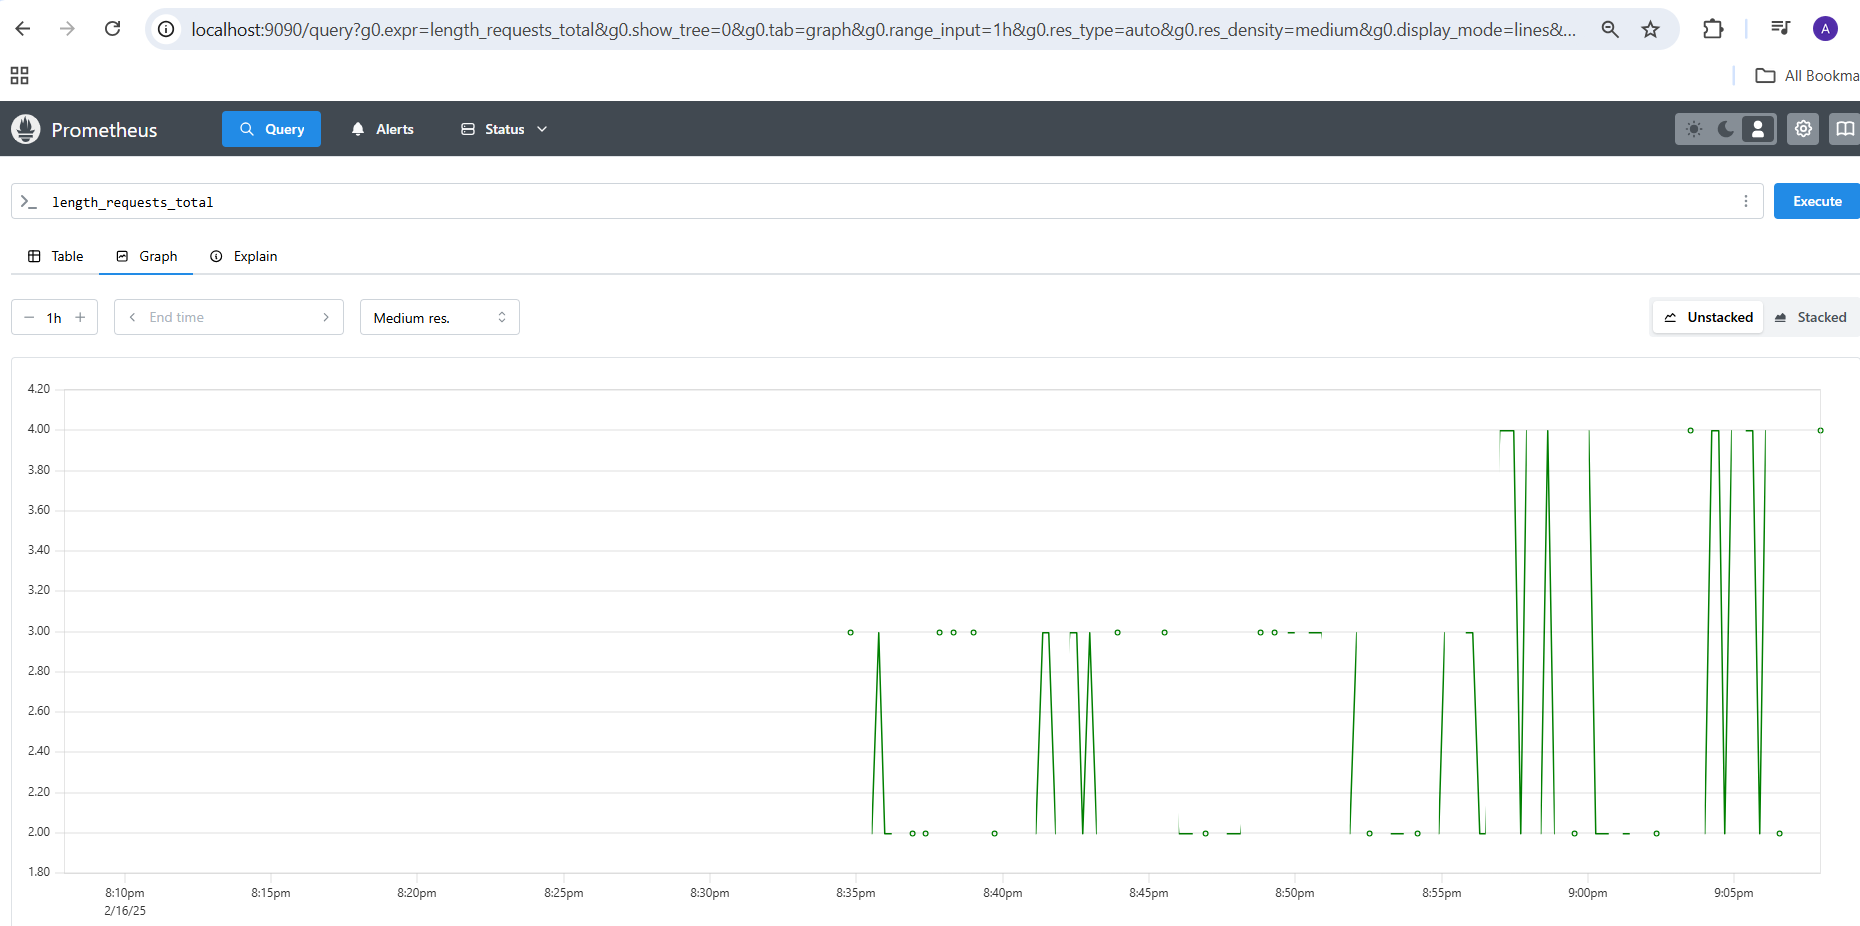 localhost:9090/query?g0.expr=length_requests_total&g0.show_tree=0&g0.tab=graph&g0.range_input=1h&g0.res_type=auto&g0.res_density=medium&g0.display_mode=lines&...
A
All Bookma
Prometheus Query Alerts Status
>_ length_requests_total Execute
Table Graph Explain
1h End time Medium res. Unstacked Stacked
4.20
4.00
3.80
3.60
3.40
3.20
3.00
2.80
2.60
2.40
2.20
2.00
1.80
8:10pm 8:15pm 8:20pm 8:25pm 8:30pm 8:35pm 8:40pm 8:45pm 8:50pm 8:55pm 9:00pm 9:05pm
2/16/25